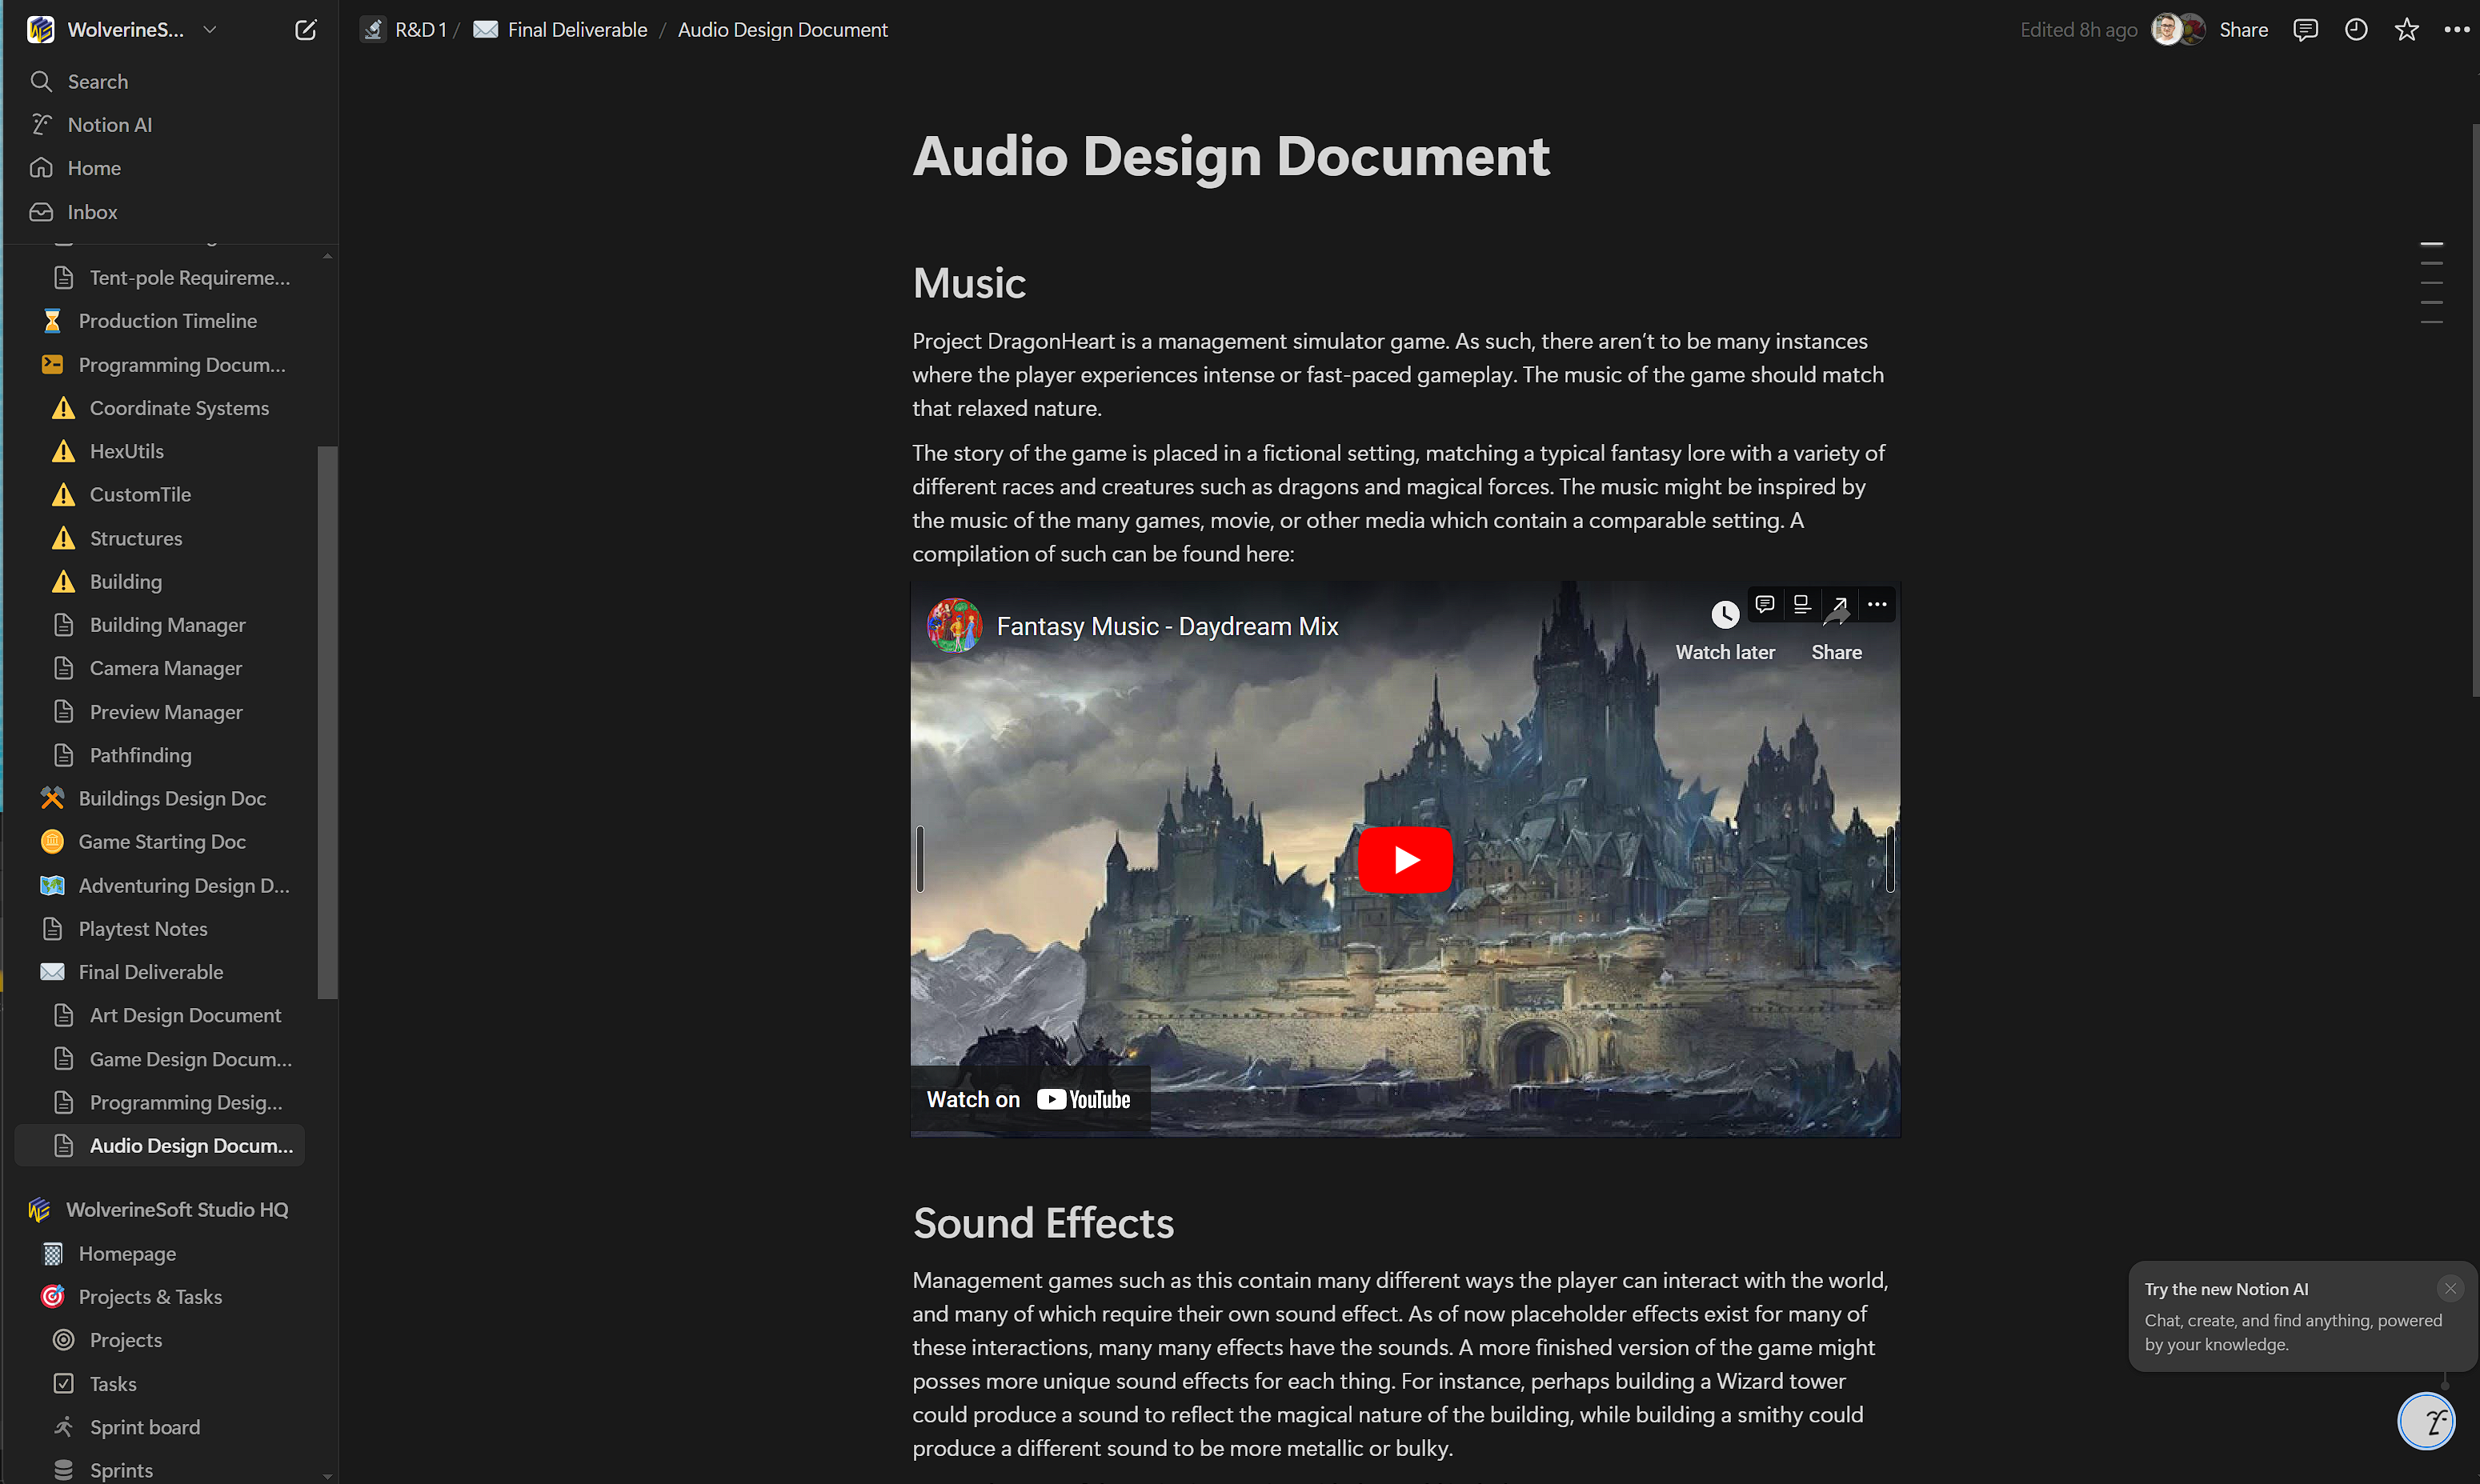 WolverineS...
Search
Notion AI
Home
Inbox
Tent-pole Requireme...
Production Timeline
Programming Docum...
Coordinate Systems
HexUtils
CustomTile
Structures
Building
Building Manager
Camera Manager
Preview Manager
Pathfinding
Buildings Design Doc
Game Starting Doc
Adventuring Design D...
Playtest Notes
Final Deliverable
Art Design Document
Game Design Docum...
Programming Desig...
Audio Design Docum...
WolverineSoft Studio HQ
Homepage
Projects & Tasks
Projects
Tasks
Sprint board
Sprints
R&D 1 / Final Deliverable / Audio Design Document
Edited 8h ago
Share
Audio Design Document
Music
Project DragonHeart is a management simulator game. As such, there aren’t to be many instances
where the player experiences intense or fast-paced gameplay. The music of the game should match
that relaxed nature.
The story of the game is placed in a fictional setting, matching a typical fantasy lore with a variety of
different races and creatures such as dragons and magical forces. The music might be inspired by
the music of the many games, movie, or other media which contain a comparable setting. A
compilation of such can be found here:
Fantasy Music - Daydream Mix
Watch later
Share
Watch on YouTube
Sound Effects
Management games such as this contain many different ways the player can interact with the world,
and many of which require their own sound effect. As of now placeholder effects exist for many of
these interactions, many many effects have the sounds. A more finished version of the game might
posses more unique sound effects for each thing. For instance, perhaps building a Wizard tower
could produce a sound to reflect the magical nature of the building, while building a smithy could
produce a different sound to be more metallic or bulky.
Try the new Notion AI
Chat, create, and find anything, powered
by your knowledge.